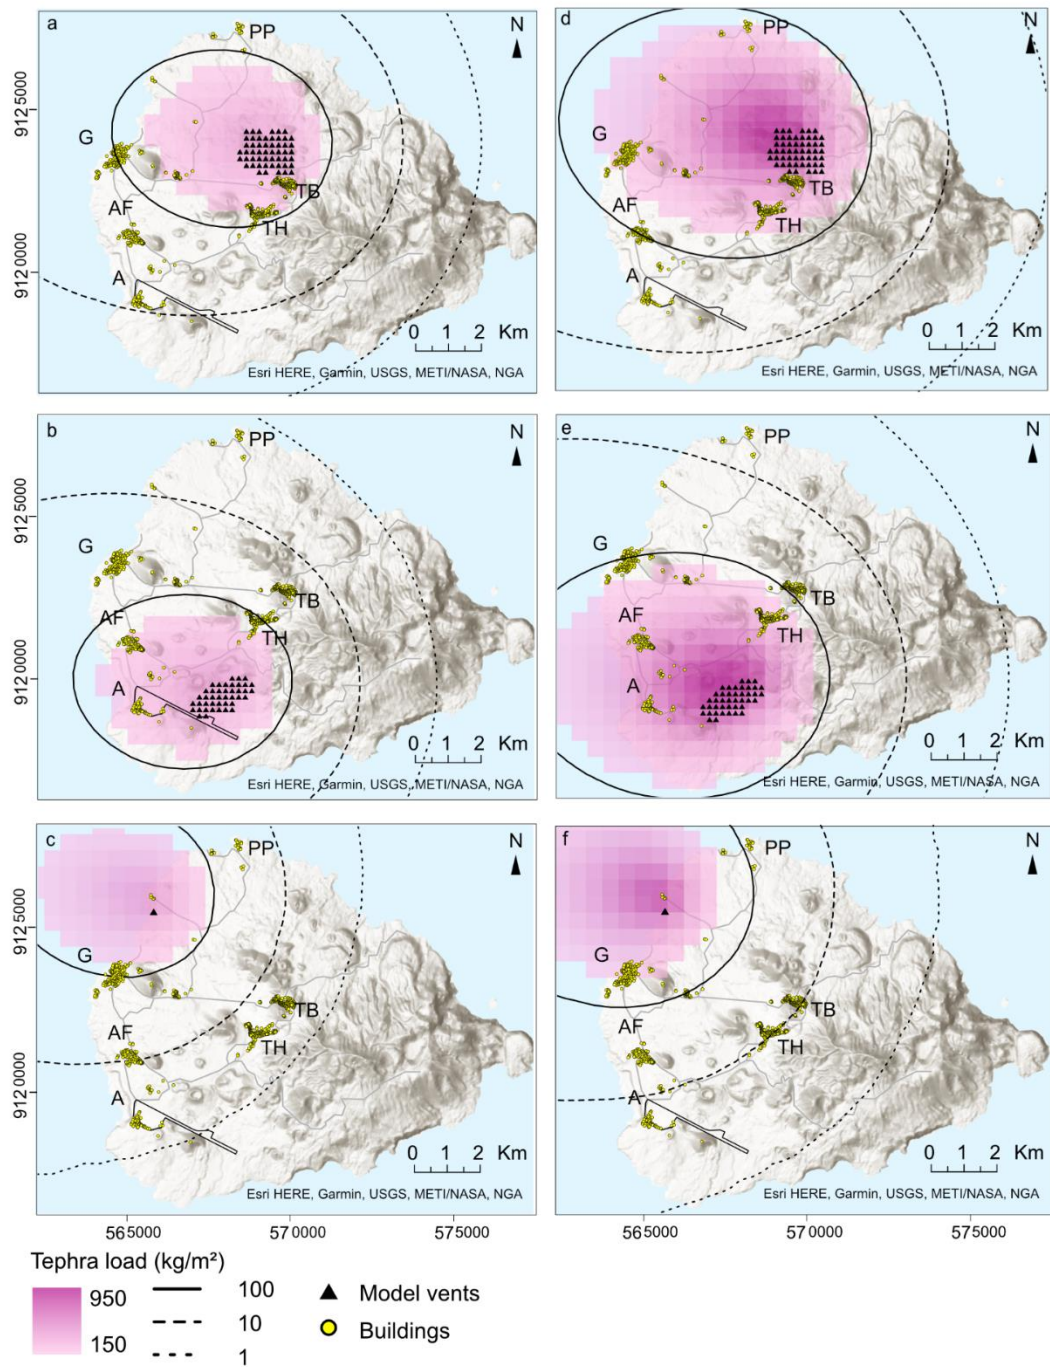 a
PP
N
G
TB
AF
TH
A
0 1 2 Km
Esri HERE, Garmin, USGS, METI/NASA, NGA
9125000
9120000
d
PP
N
G
TB
AF
TH
A
0 1 2 Km
Esri HERE, Garmin, USGS, METI/NASA, NGA
b
PP
N
G
TB
AF
TH
A
0 1 2 Km
Esri HERE, Garmin, USGS, METI/NASA, NGA
9125000
9120000
e
PP
N
G
TB
AF
TH
A
0 1 2 Km
Esri HERE, Garmin, USGS, METI/NASA, NGA
c
PP
N
G
TB
AF
TH
A
0 1 2 Km
Esri HERE, Garmin, USGS, METI/NASA, NGA
9125000
9120000
565000 570000 575000
f
PP
N
G
TB
AF
TH
A
0 1 2 Km
Esri HERE, Garmin, USGS, METI/NASA, NGA
565000 570000 575000
Tephra load (kg/m²)
950
150
100
10
1
Model vents
Buildings